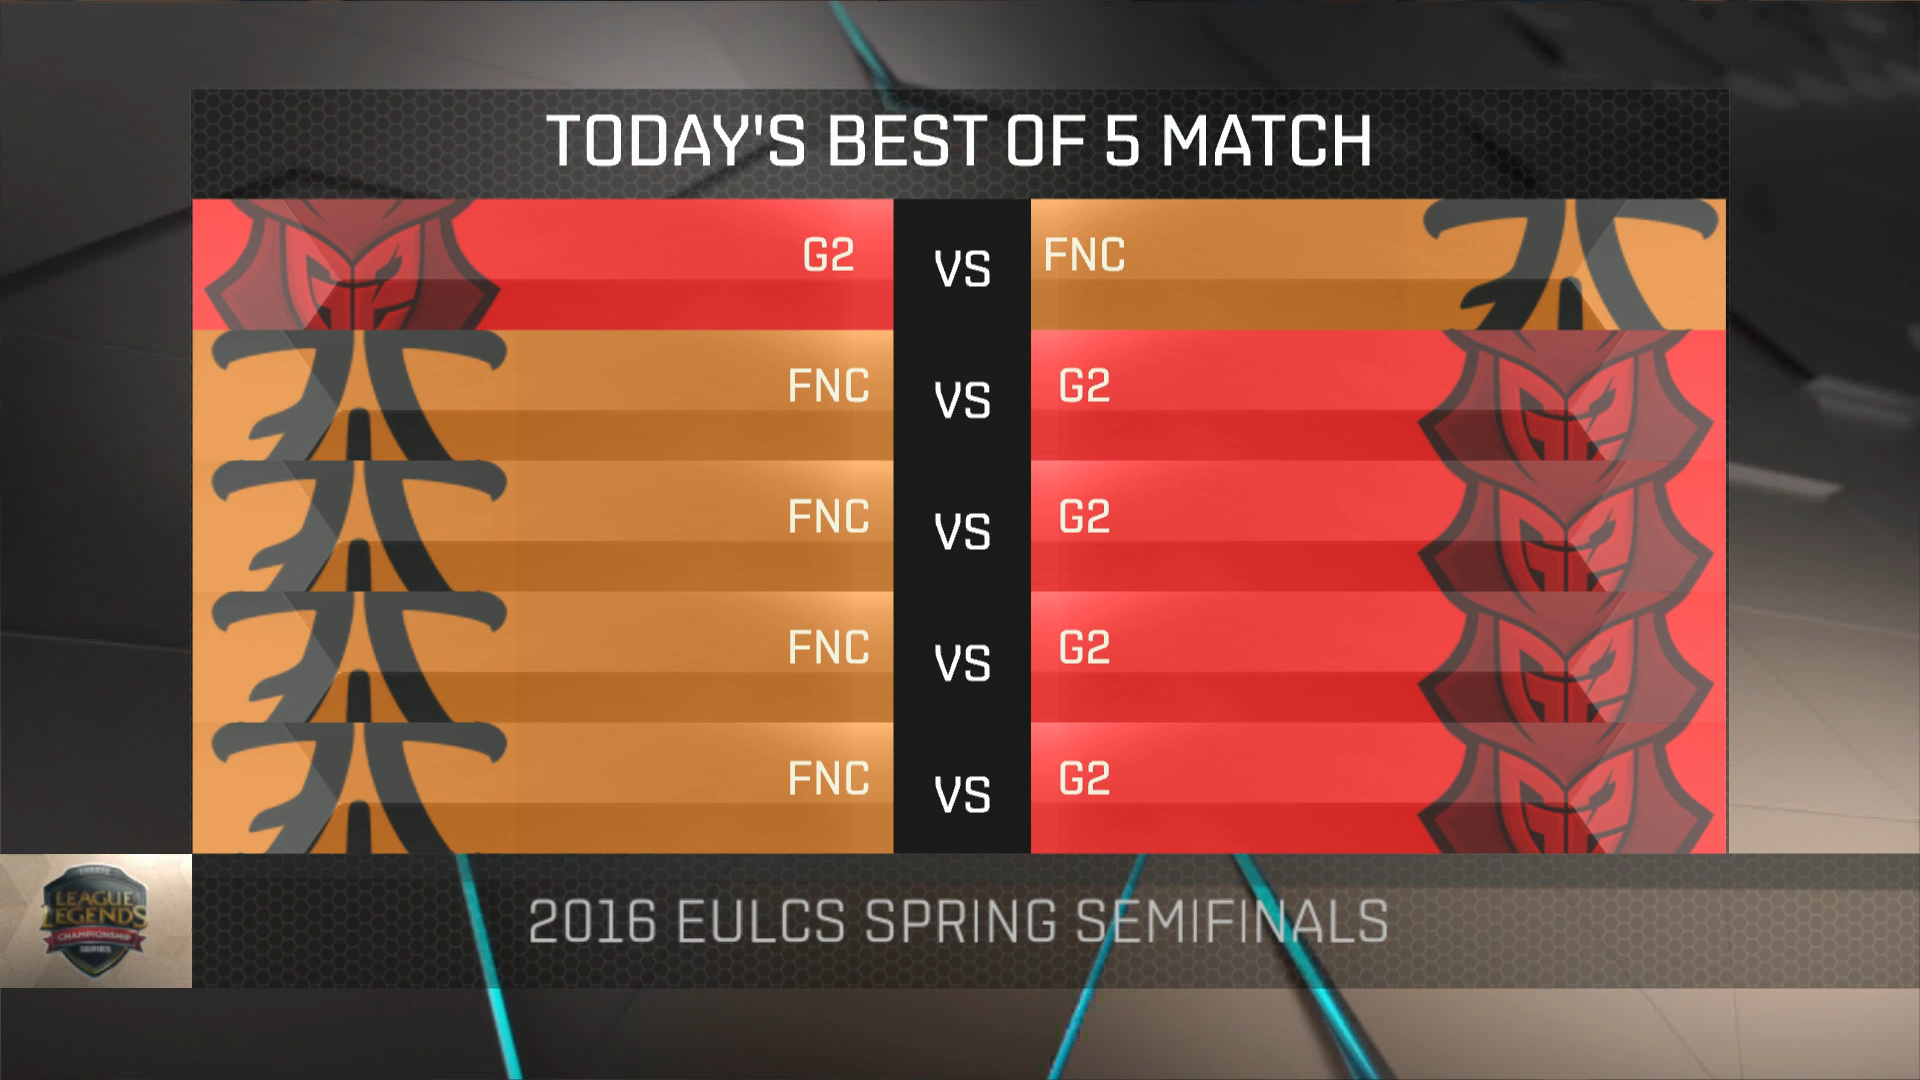 TODAY'S BEST OF 5 MATCH
G2 VS FNC
FNC VS G2
FNC VS G2
FNC VS G2
FNC VS G2
LEAGUE
LEGENDS
CHAMPIONSHIP
SERIES
2016 EULCS SPRING SEMIFINALS